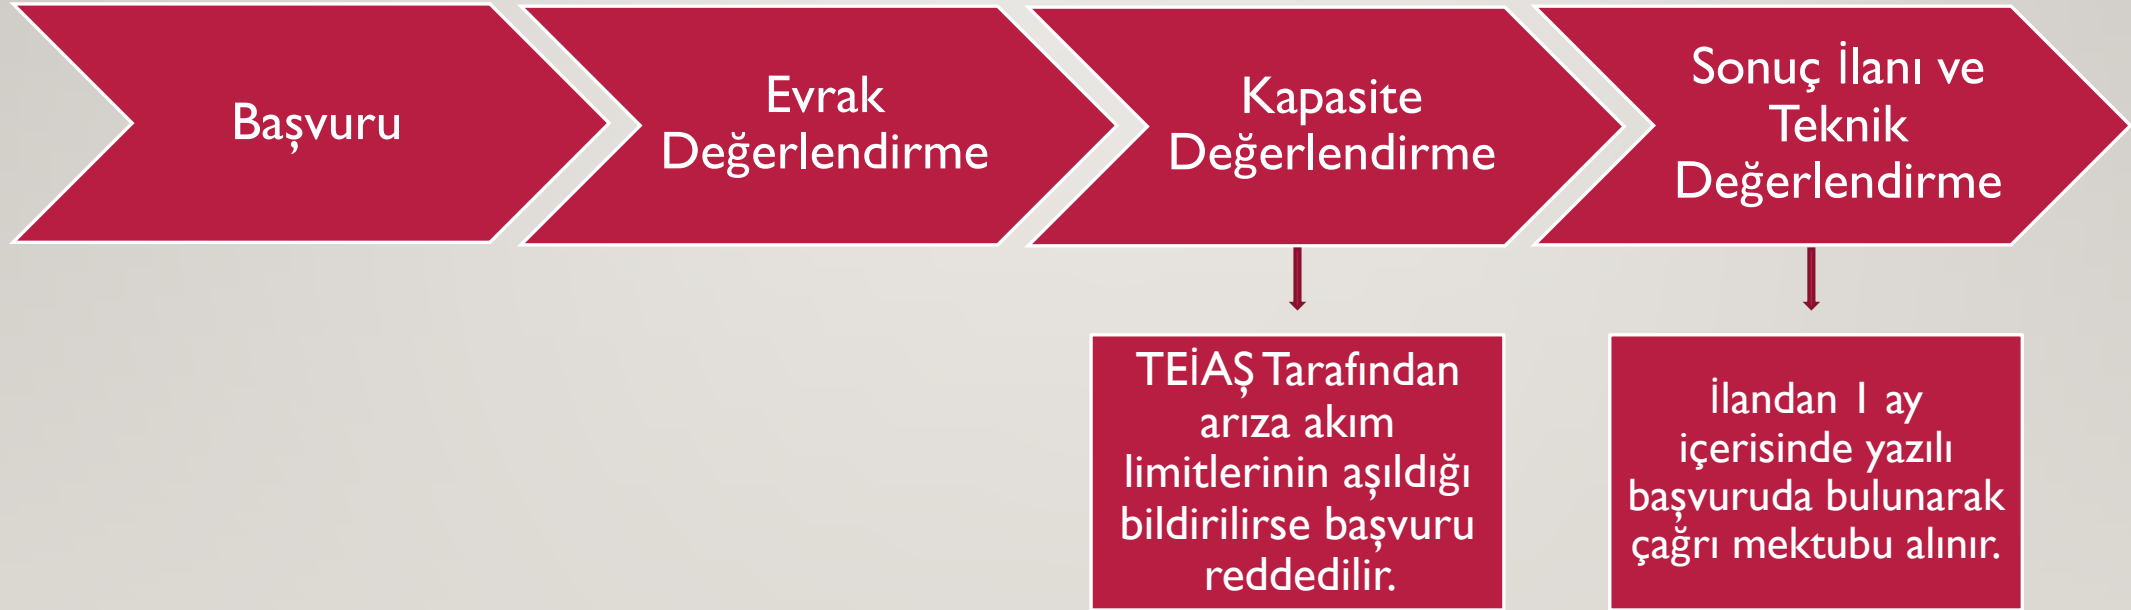 Başvuru
Evrak
Değerlendirme
Kapasite
Değerlendirme
Sonuç İlanı ve
Teknik
Değerlendirme
TEİAŞ Tarafından
arıza akım
limitlerinin aşıldığı
bildirilirse başvuru
reddedilir.
İlandan 1 ay
içerisinde yazılı
başvuruda bulunarak
çağrı mektubu alınır.